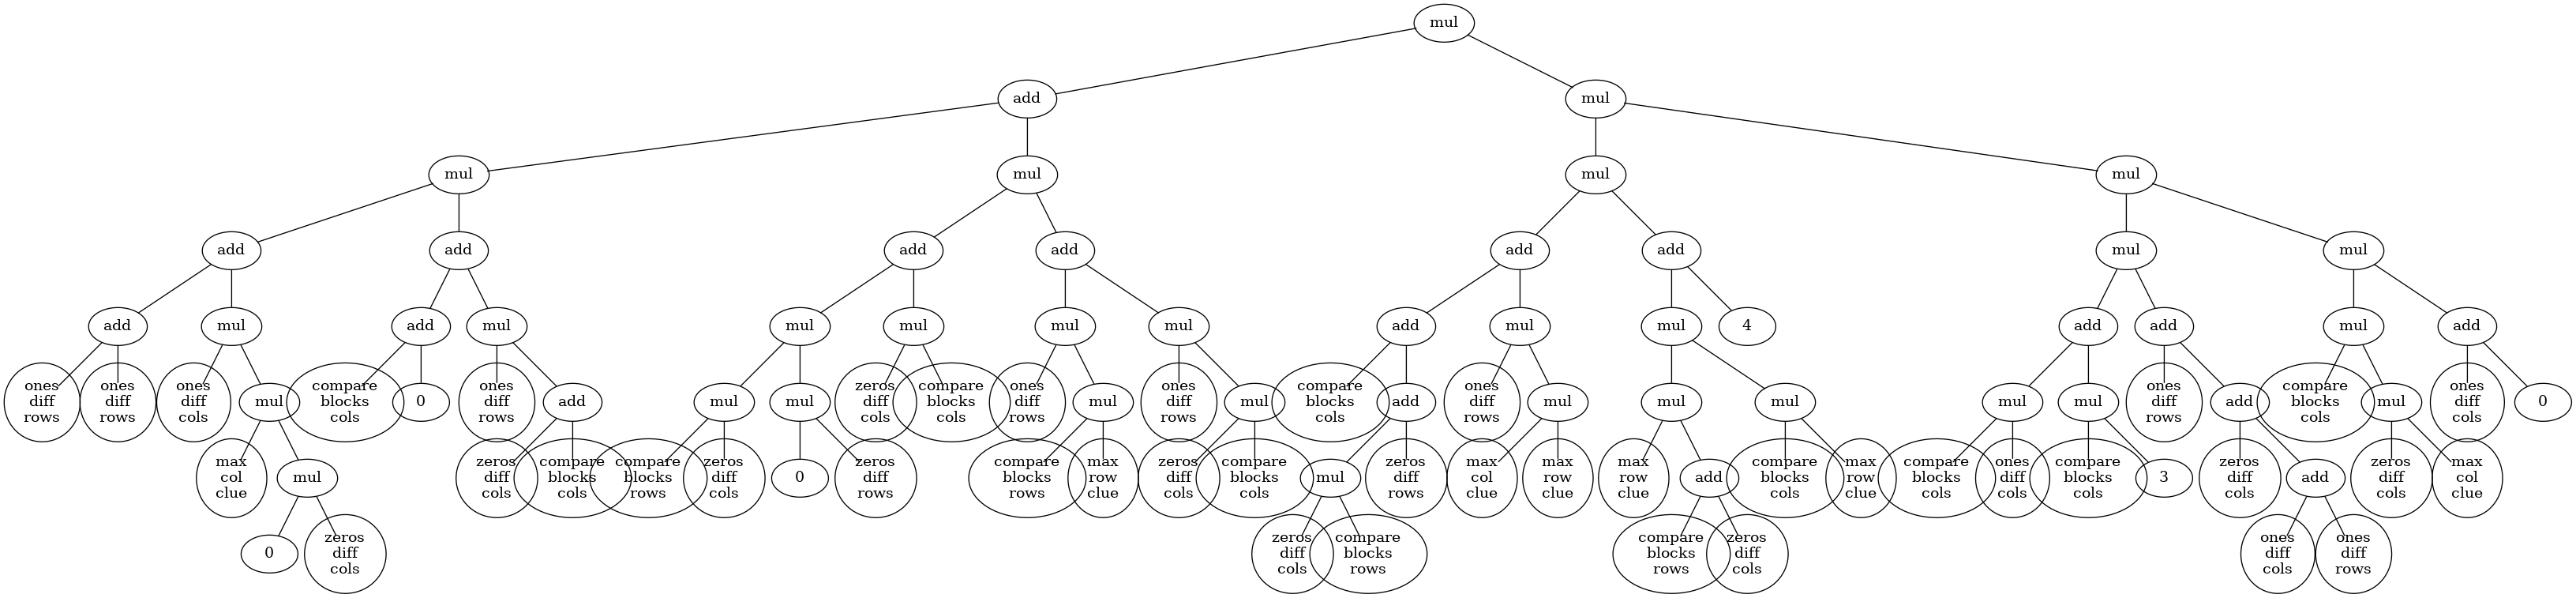 mul
add
mul
mul
mul
mul
mul
add
add
add
add
add
add
mul
mul
add
mul
add
mul
mul
mul
mul
mul
add
mul
mul
4
add
add
mul
add
ones
diff
rows
ones
diff
rows
ones
diff
cols
mul
compare
blocks
cols
0
ones
diff
rows
add
mul
mul
zeros
diff
cols
compare
blocks
cols
ones
diff
rows
mul
ones
diff
rows
mul
compare
blocks
cols
add
ones
diff
rows
mul
mul
mul
mul
mul
ones
diff
rows
add
compare
blocks
cols
mul
ones
diff
cols
0
max
col
clue
mul
zeros
diff
cols
compare
blocks
cols
compare
blocks
rows
zeros
diff
cols
0
zeros
diff
rows
compare
blocks
rows
max
row
clue
zeros
diff
cols
compare
blocks
cols
mul
zeros
diff
rows
max
col
clue
max
row
clue
max
row
clue
add
compare
blocks
cols
max
row
clue
compare
blocks
cols
ones
diff
cols
compare
blocks
cols
3
zeros
diff
cols
add
zeros
diff
cols
max
col
clue
0
zeros
diff
cols
zeros
diff
cols
compare
blocks
rows
compare
blocks
rows
zeros
diff
cols
ones
diff
cols
ones
diff
rows